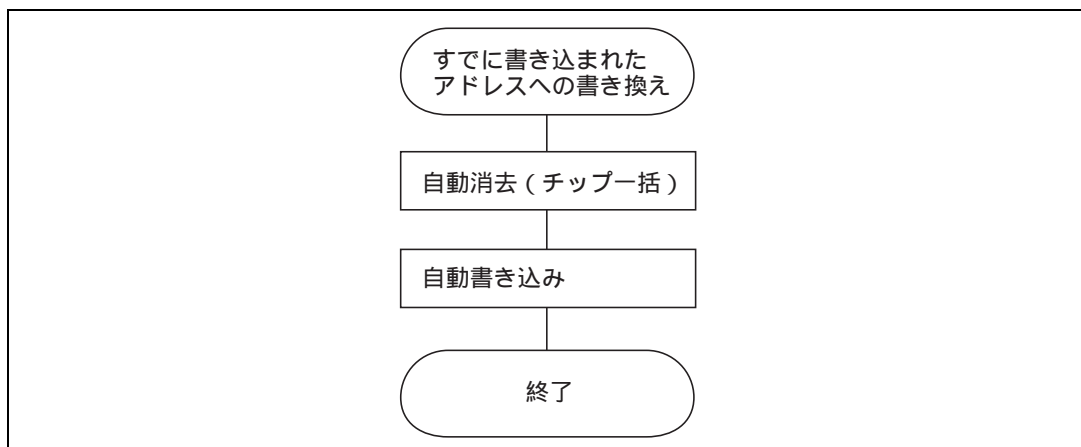 すでに書き込まれた
アドレスへの書き換え
自動消去（チップ一括）
自動書き込み
終了